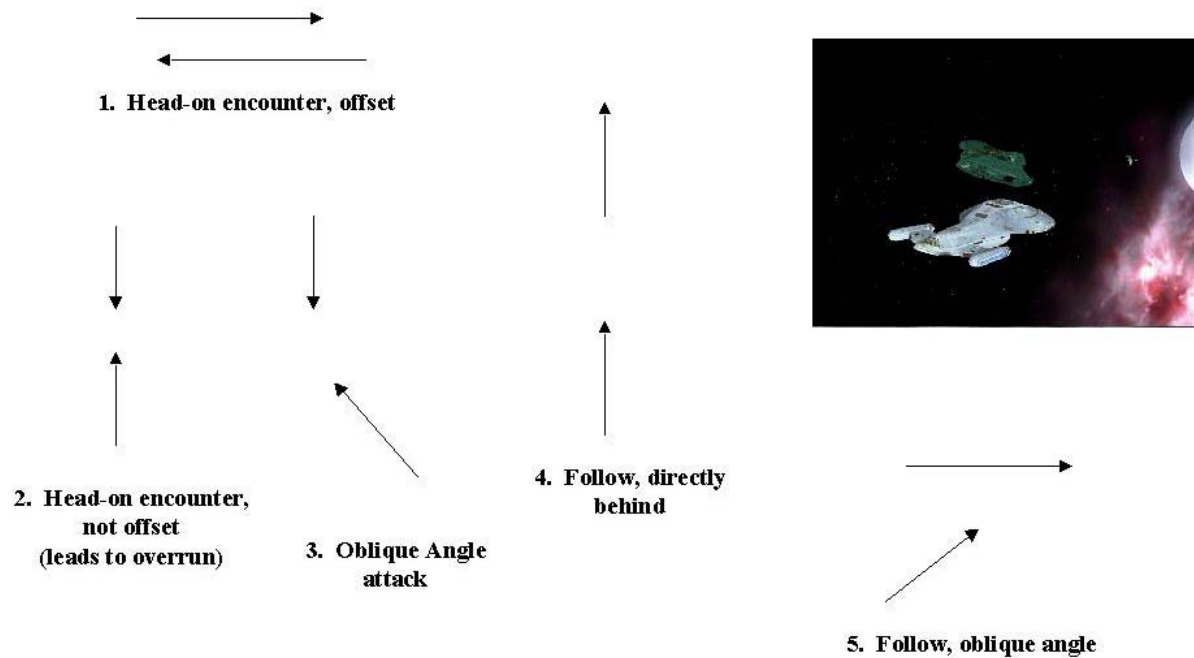 1. Head-on encounter, offset
2. Head-on encounter,
not offset
(leads to overrun)
3. Oblique Angle
attack
4. Follow, directly
behind
5. Follow, oblique angle